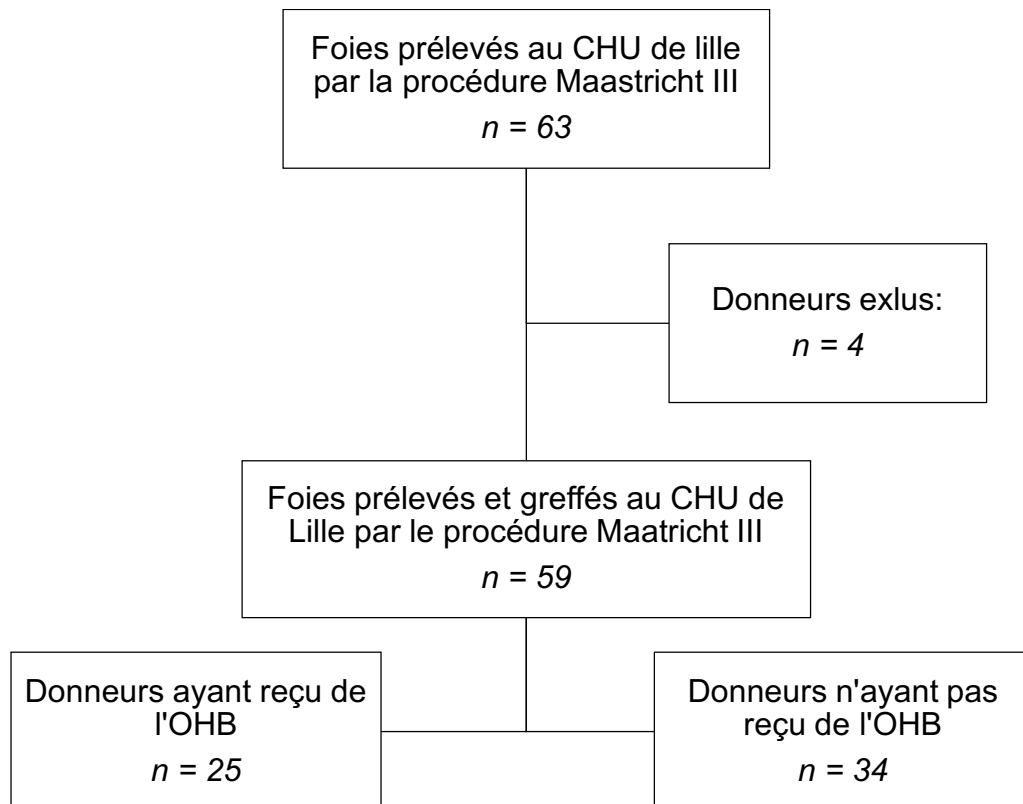 Foies prélevés au CHU de lille
par la procédure Maastricht III
n = 63
Donneurs exlus:
n = 4
Foies prélevés et greffés au CHU de
Lille par le procédure Maatricht III
n = 59
Donneurs ayant reçu de
l'OHB
n = 25
Donneurs n'ayant pas
reçu de l'OHB
n = 34